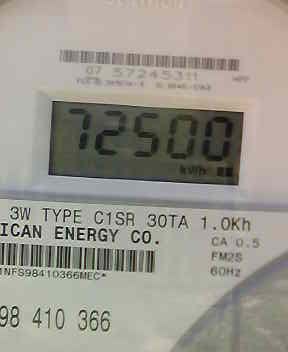 07 57245311
72500
kWh
3W TYPE C1SR 30TA 1.0Kh
ICAN ENERGY CO.
CA 0.5
FM2S
60Hz
1NFS98410366MEC*
98 410 366